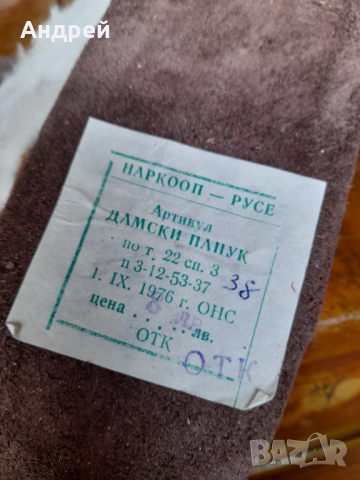 Андрей
НАРКООП — РУСЕ
Артикул
ДАМСКИ ПАПУК
по т. 22 сп. 3
п 3-12-53-37 38
1. IX. 1976 г. ОНС
цена . . . . . лв.
ОТК
ОТК
BAZAR